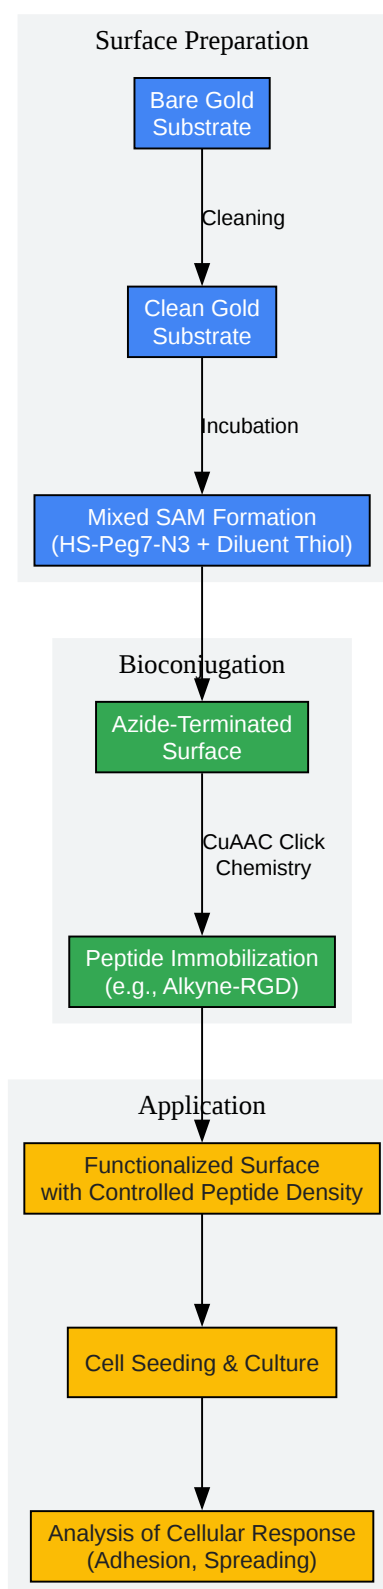 Surface Preparation
Bare Gold
Substrate
Cleaning
Clean Gold
Substrate
Incubation
Mixed SAM Formation
(HS-Peg7-N3 + Diluent Thiol)
Bioconjugation
Azide-Terminated
Surface
CuAAC Click
Chemistry
Peptide Immobilization
(e.g., Alkyne-RGD)
Application
Functionalized Surface
with Controlled Peptide Density
Cell Seeding & Culture
Analysis of Cellular Response
(Adhesion, Spreading)